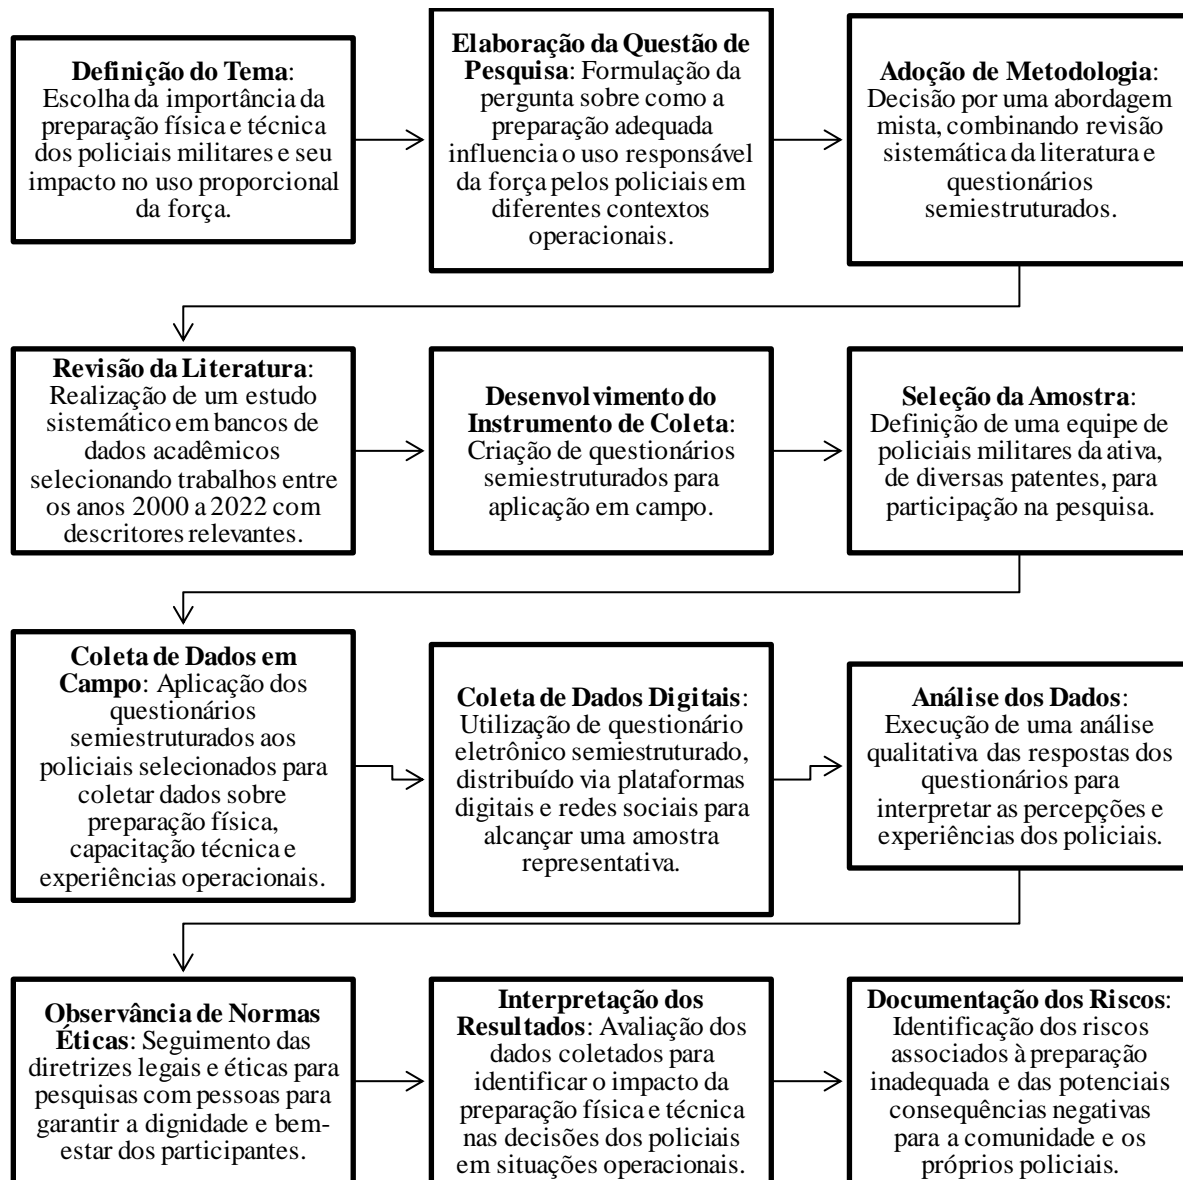 Definição do Tema:
Escolha da importância da
preparação física e técnica
dos policiais militares e seu
impacto no uso proporcional
da força.
Elaboração da Questão de
Pesquisa: Formulação da
pergunta sobre como a
preparação adequada
influencia o uso responsável
da força pelos policiais em
diferentes contextos
operacionais.
Adoção de Metodologia:
Decisão por uma abordagem
mista, combinando revisão
sistemática da literatura e
questionários
semiestruturados.
Revisão da Literatura:
Realização de um estudo
sistemático em bancos de
dados acadêmicos
selecionando trabalhos entre
os anos 2000 a 2022 com
descritores relevantes.
Desenvolvimento do
Instrumento de Coleta:
Criação de questionários
semiestruturados para
aplicação em campo.
Seleção da Amostra:
Definição de uma equipe de
policiais militares da ativa,
de diversas patentes, para
participação na pesquisa.
Coleta de Dados em
Campo: Aplicação dos
questionários
semiestruturados aos
policiais selecionados para
coletar dados sobre
preparação física,
capacitação técnica e
experiências operacionais.
Coleta de Dados Digitais:
Utilização de questionário
eletrônico semiestruturado,
distribuído via plataformas
digitais e redes sociais para
alcançar uma amostra
representativa.
Análise dos Dados:
Execução de uma análise
qualitativa das respostas dos
questionários para
interpretar as percepções e
experiências dos policiais.
Observância de Normas
Éticas: Seguimento das
diretrizes legais e éticas para
pesquisas com pessoas para
garantir a dignidade e bem-
estar dos participantes.
Interpretação dos
Resultados: Avaliação dos
dados coletados para
identificar o impacto da
preparação física e técnica
nas decisões dos policiais
em situações operacionais.
Documentação dos Riscos:
Identificação dos riscos
associados à preparação
inadequada e das potenciais
consequências negativas
para a comunidade e os
próprios policiais.